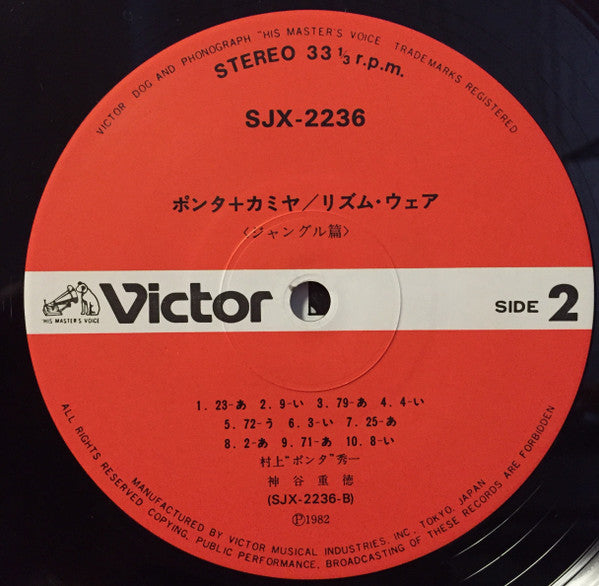 VICTOR DOG AND PHONOGRAPH "HIS MASTER'S VOICE" TRADEMARKS REGISTERED
STEREO 33 1/3 r.p.m.
SJX-2236
ポンタ＋カミヤ／リズム・ウェア
〈ジャングル篇〉
"HIS MASTER'S VOICE"
Victor
SIDE 2
1. 23-あ 2. 9-い 3. 79-あ 4. 4-い
5. 72-う 6. 3-い 7. 25-あ
8. 2-あ 9. 71-あ 10. 8-い
村上"ポンタ"秀一
神谷重徳
(SJX-2236-B)
Ⓟ1982
MANUFACTURED BY VICTOR MUSICAL INDUSTRIES, INC. TOKYO, JAPAN
ALL RIGHTS RESERVED. COPYING, PUBLIC PERFORMANCE, BROADCASTING OF THESE RECORDS ARE FORBIDDEN